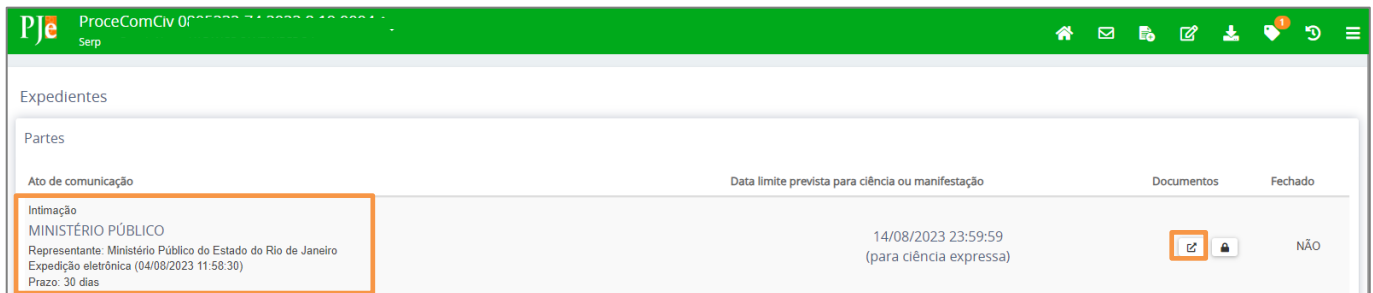 PJe
ProceComCiv
Serp
1
Expedientes
Partes
Ato de comunicação Data limite prevista para ciência ou manifestação Documentos Fechado
Intimação
MINISTÉRIO PÚBLICO
Representante: Ministério Público do Estado do Rio de Janeiro
Expedição eletrônica (04/08/2023 11:58:30)
Prazo: 30 dias
14/08/2023 23:59:59
(para ciência expressa)
NÃO